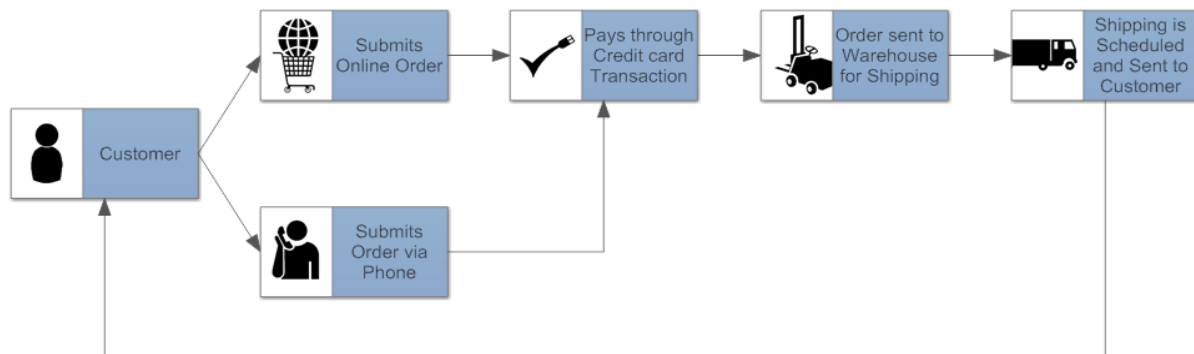 Customer
Submits
Online Order
Submits
Order via
Phone
Pays through
Credit card
Transaction
Order sent to
Warehouse
for Shipping
Shipping is
Scheduled
and Sent to
Customer